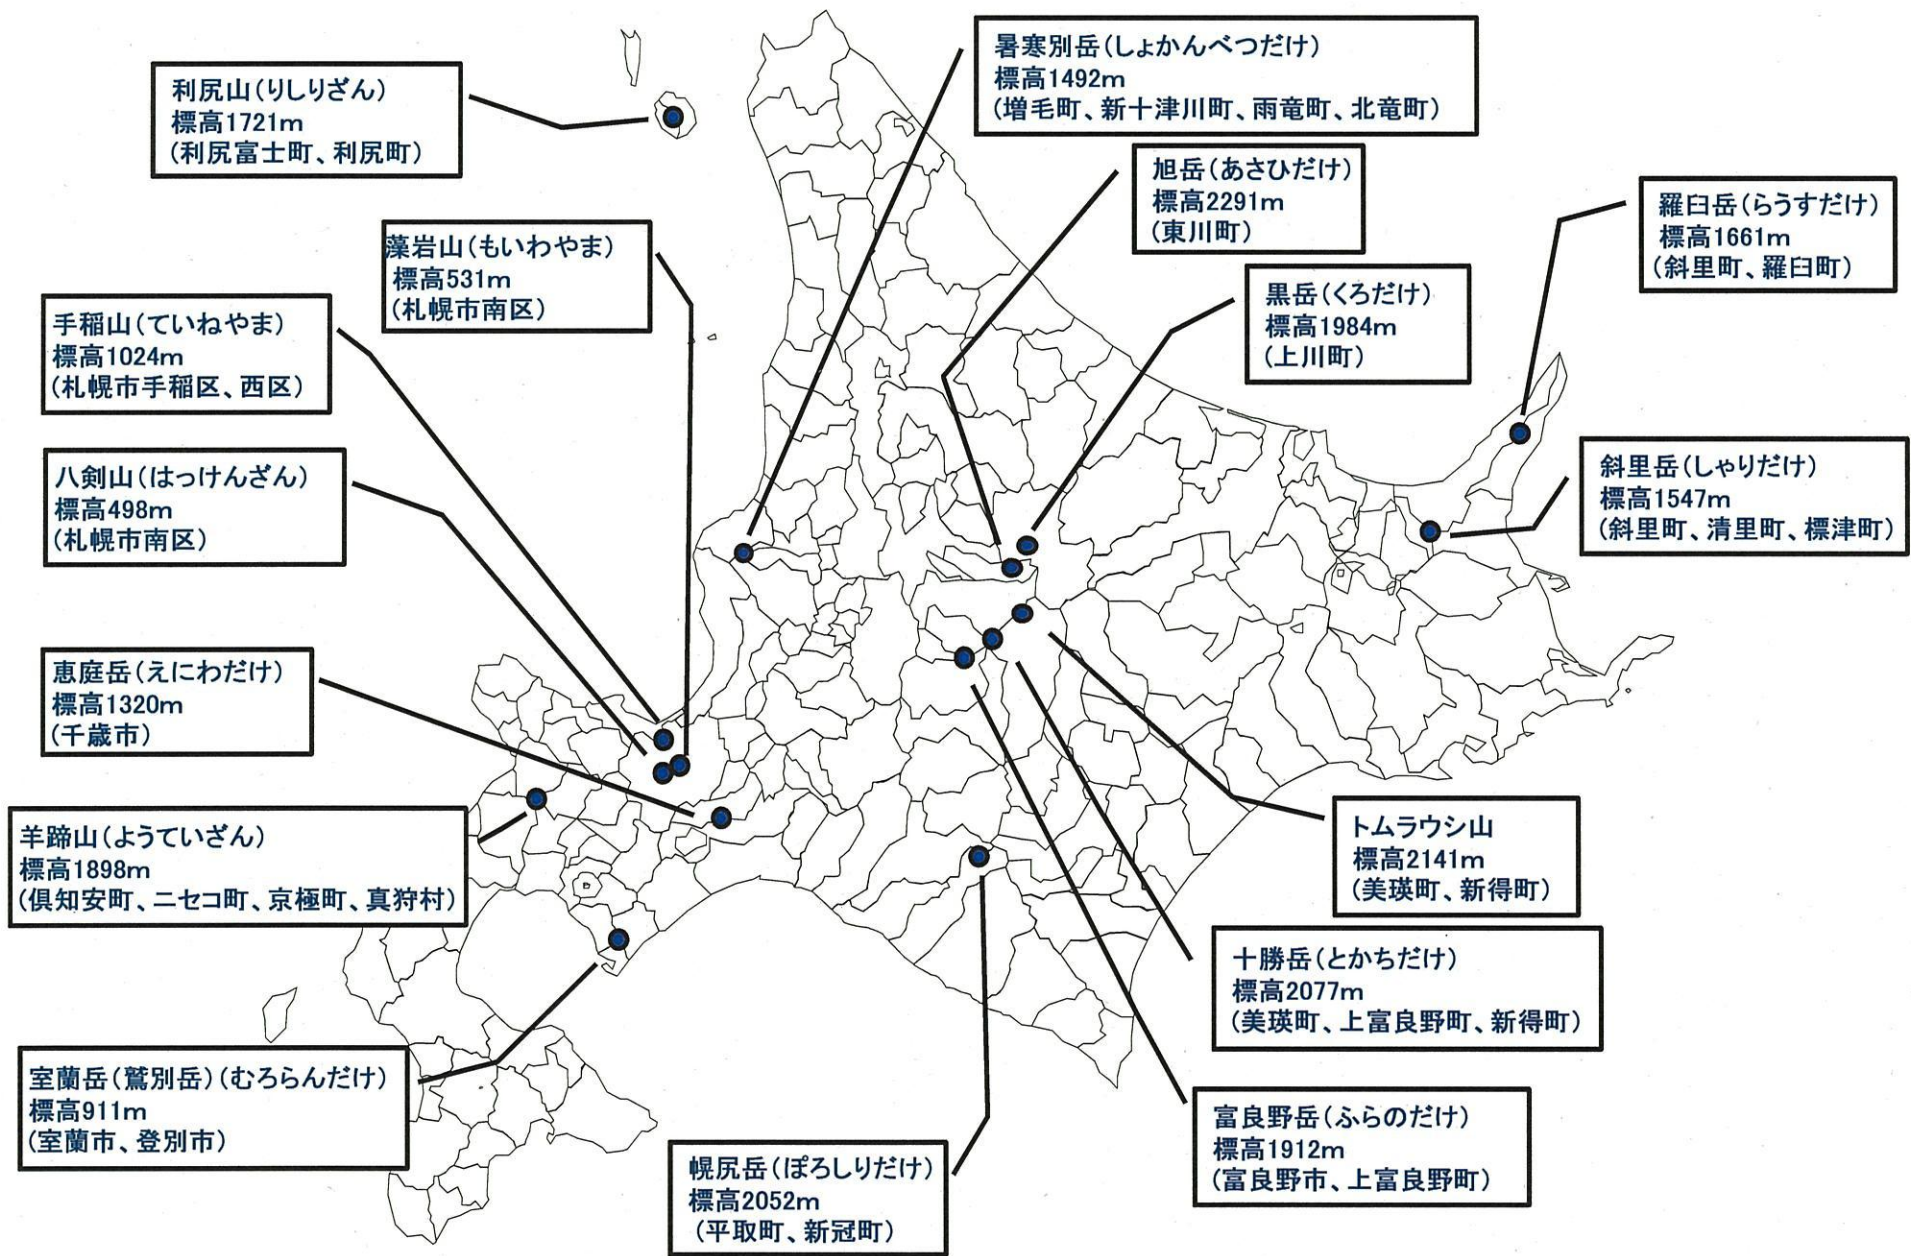 利尻山(りしりざん)
標高1721m
(利尻富士町、利尻町)
暑寒別岳(しょかんべつだけ)
標高1492m
(増毛町、新十津川町、雨竜町、北竜町)
旭岳(あさひだけ)
標高2291m
(東川町)
羅臼岳(らうすだけ)
標高1661m
(斜里町、羅臼町)
藻岩山(もいわやま)
標高531m
(札幌市南区)
黒岳(くろだけ)
標高1984m
(上川町)
手稲山(ていねやま)
標高1024m
(札幌市手稲区、西区)
八剣山(はっけんざん)
標高498m
(札幌市南区)
斜里岳(しゃりだけ)
標高1547m
(斜里町、清里町、標津町)
恵庭岳(えにわだけ)
標高1320m
(千歳市)
羊蹄山(ようていざん)
標高1898m
(倶知安町、ニセコ町、京極町、真狩村)
トムラウシ山
標高2141m
(美瑛町、新得町)
十勝岳(とかちだけ)
標高2077m
(美瑛町、上富良野町、新得町)
室蘭岳(鷲別岳)(むろらんだけ)
標高911m
(室蘭市、登別市)
富良野岳(ふらのだけ)
標高1912m
(富良野市、上富良野町)
幌尻岳(ぽろしりだけ)
標高2052m
(平取町、新冠町)